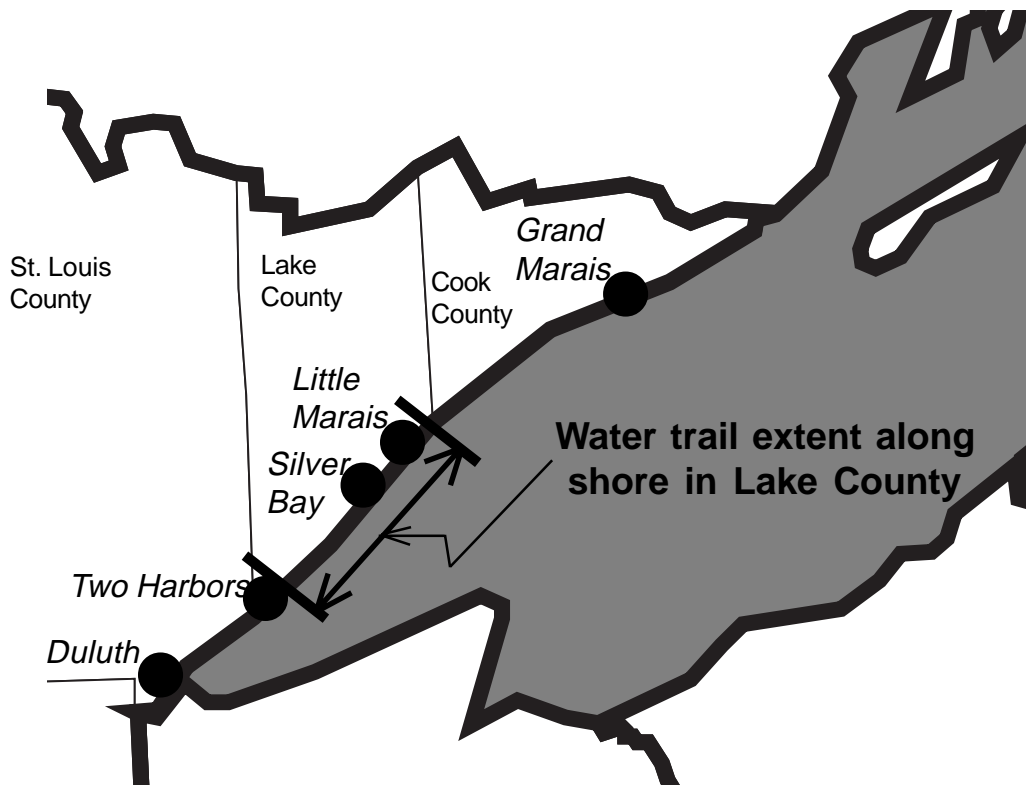 Grand
Marais
St. Louis
County
Lake
County
Cook
County
Little
Marais
Water trail extent along
shore in Lake County
Silver
Bay
Two Harbors
Duluth